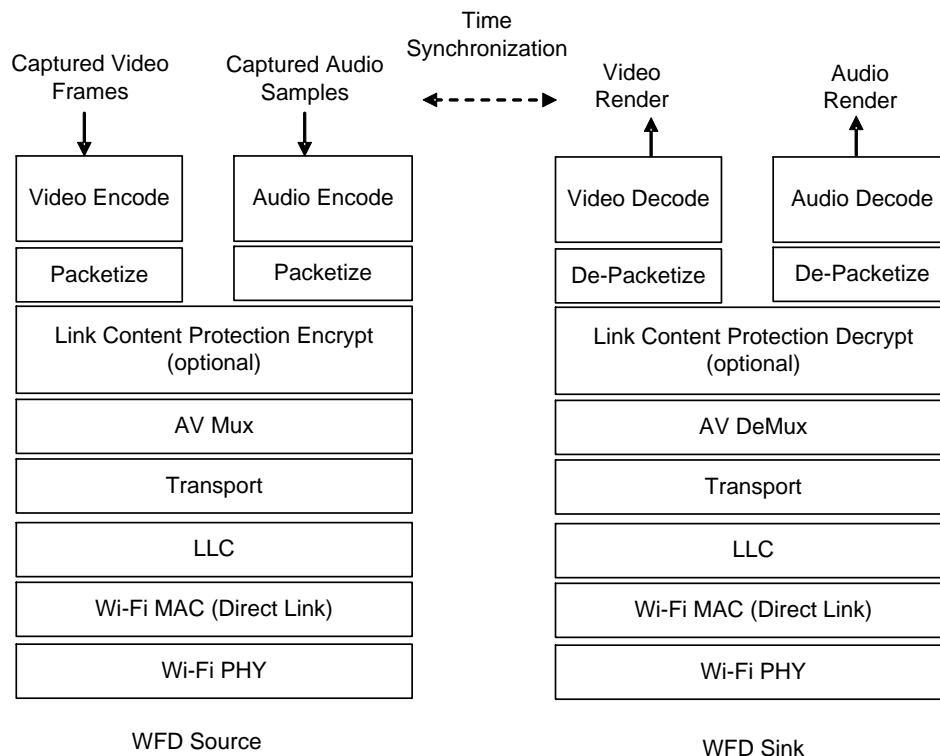 Time
Synchronization
Captured Video
Frames
Captured Audio
Samples
Video
Render
Audio
Render
Video Encode
Audio Encode
Video Decode
Audio Decode
Packetize
Packetize
De-Packetize
De-Packetize
Link Content Protection Encrypt
(optional)
Link Content Protection Decrypt
(optional)
AV Mux
AV DeMux
Transport
Transport
LLC
LLC
Wi-Fi MAC (Direct Link)
Wi-Fi MAC (Direct Link)
Wi-Fi PHY
Wi-Fi PHY
WFD Source
WFD Sink